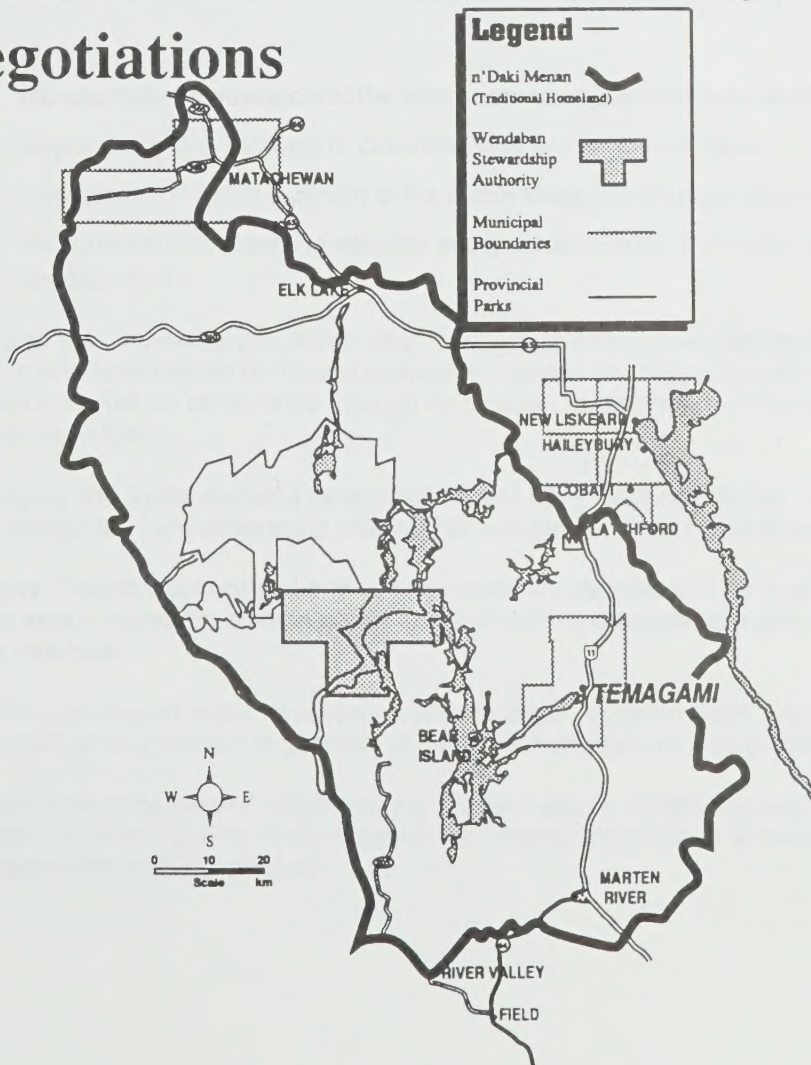 egotiations
Legend
n'Daki Menan
(Traditional Homeland)
Wendaban
Stewardship
Authority
Municipal
Boundaries
Provincial
Parks
MATACHEWAN
ELK LAKE
NEW LISKEARD
HAILEYBURY
COBALT
LATCHFORD
11
TEMAGAMI
BEAR
ISLAND
N
W E
S
0 10 20
Scale km
MARTEN
RIVER
RIVER VALLEY
FIELD